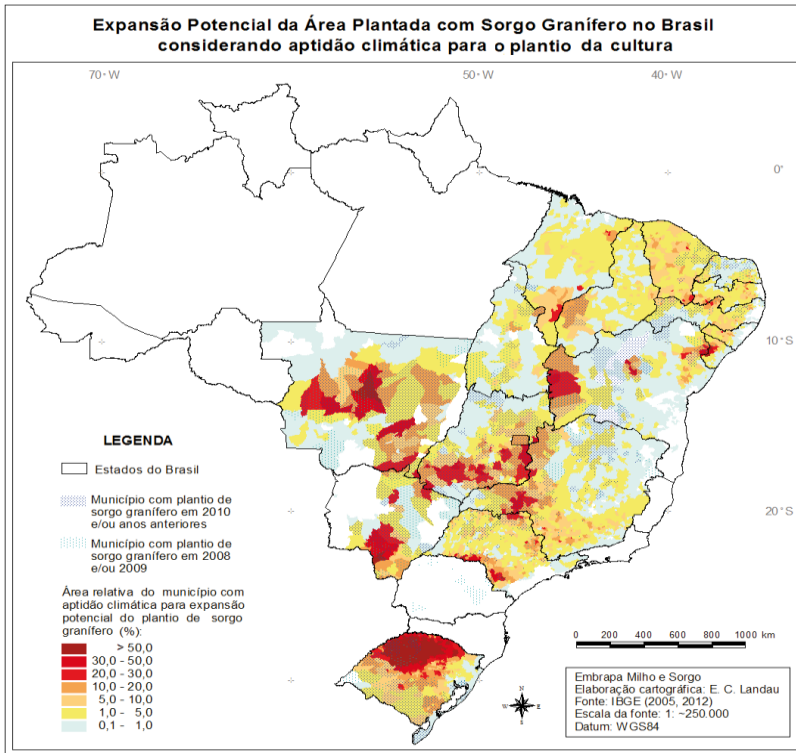 Expansão Potencial da Área Plantada com Sorgo Granífero no Brasil
considerando aptidão climática para o plantio da cultura
70° W
50° W
40° W
0°
10° S
20° S
LEGENDA
Estados do Brasil
Município com plantio de
sorgo granífero em 2010
e/ou anos anteriores
Município com plantio de
sorgo granífero em 2008
e/ou 2009
Área relativa do município com
aptidão climática para expansão
potencial do plantio de sorgo
granífero (%):
> 50,0
30,0 - 50,0
20,0 - 30,0
10,0 - 20,0
5,0 - 10,0
1,0 - 5,0
0,1 - 1,0
0 200 400 600 800 1000 km
N
W E
S
Embrapa Milho e Sorgo
Elaboração cartográfica: E. C. Landau
Fonte: IBGE (2005, 2012)
Escala da fonte: 1: ~250.000
Datum: WGS84